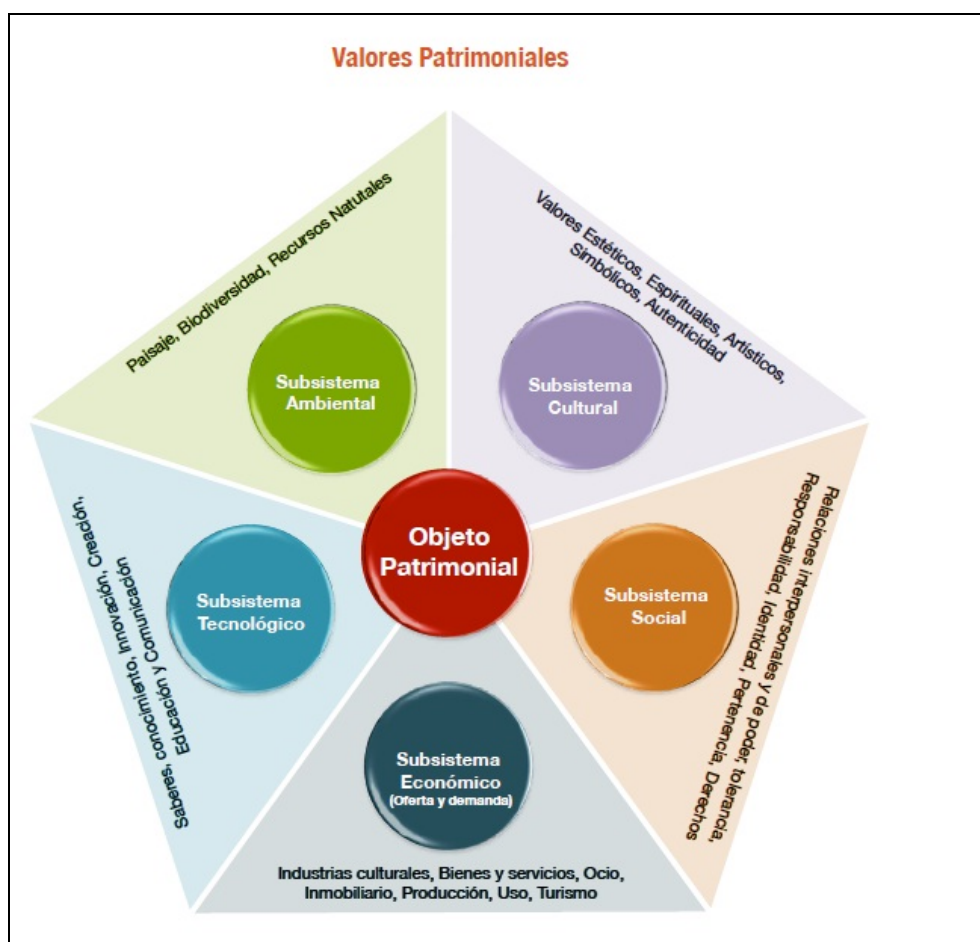 Valores Patrimoniales
Paisaje, Biodiversidad, Recursos Natutales
Valores Estéticos, Espirituales, Artísticos,
Simbólicos, Autenticidad
Subsistema
Ambiental
Subsistema
Cultural
Objeto
Patrimonial
Saberes, conocimiento, Innovación, Creación,
Educación y Comunicación
Subsistema
Tecnológico
Subsistema
Social
Relaciones interpersonales y de poder, tolerancia,
Responsabilidad, Identidad, Pertenencia, Derechos
Subsistema
Económico
(Oferta y demanda)
Industrias culturales, Bienes y servicios, Ocio,
Inmobiliario, Producción, Uso, Turismo